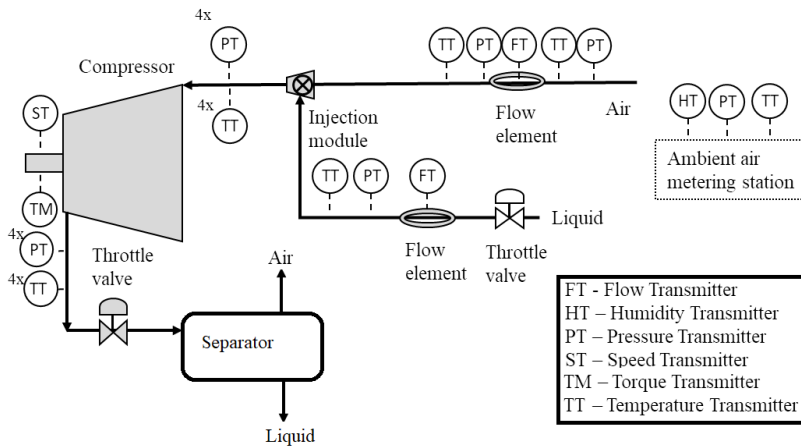 4x
PT
TT
PT
FT
TT
PT
Compressor
4x
TT
Injection
module
Flow
element
Air
HT
PT
TT
Ambient air
metering station
ST
TM
TT
PT
FT
Liquid
Flow
element
Throttle
valve
4x
PT
4x
TT
Throttle
valve
Air
Separator
Liquid
FT - Flow Transmitter
HT – Humidity Transmitter
PT – Pressure Transmitter
ST – Speed Transmitter
TM – Torque Transmitter
TT – Temperature Transmitter